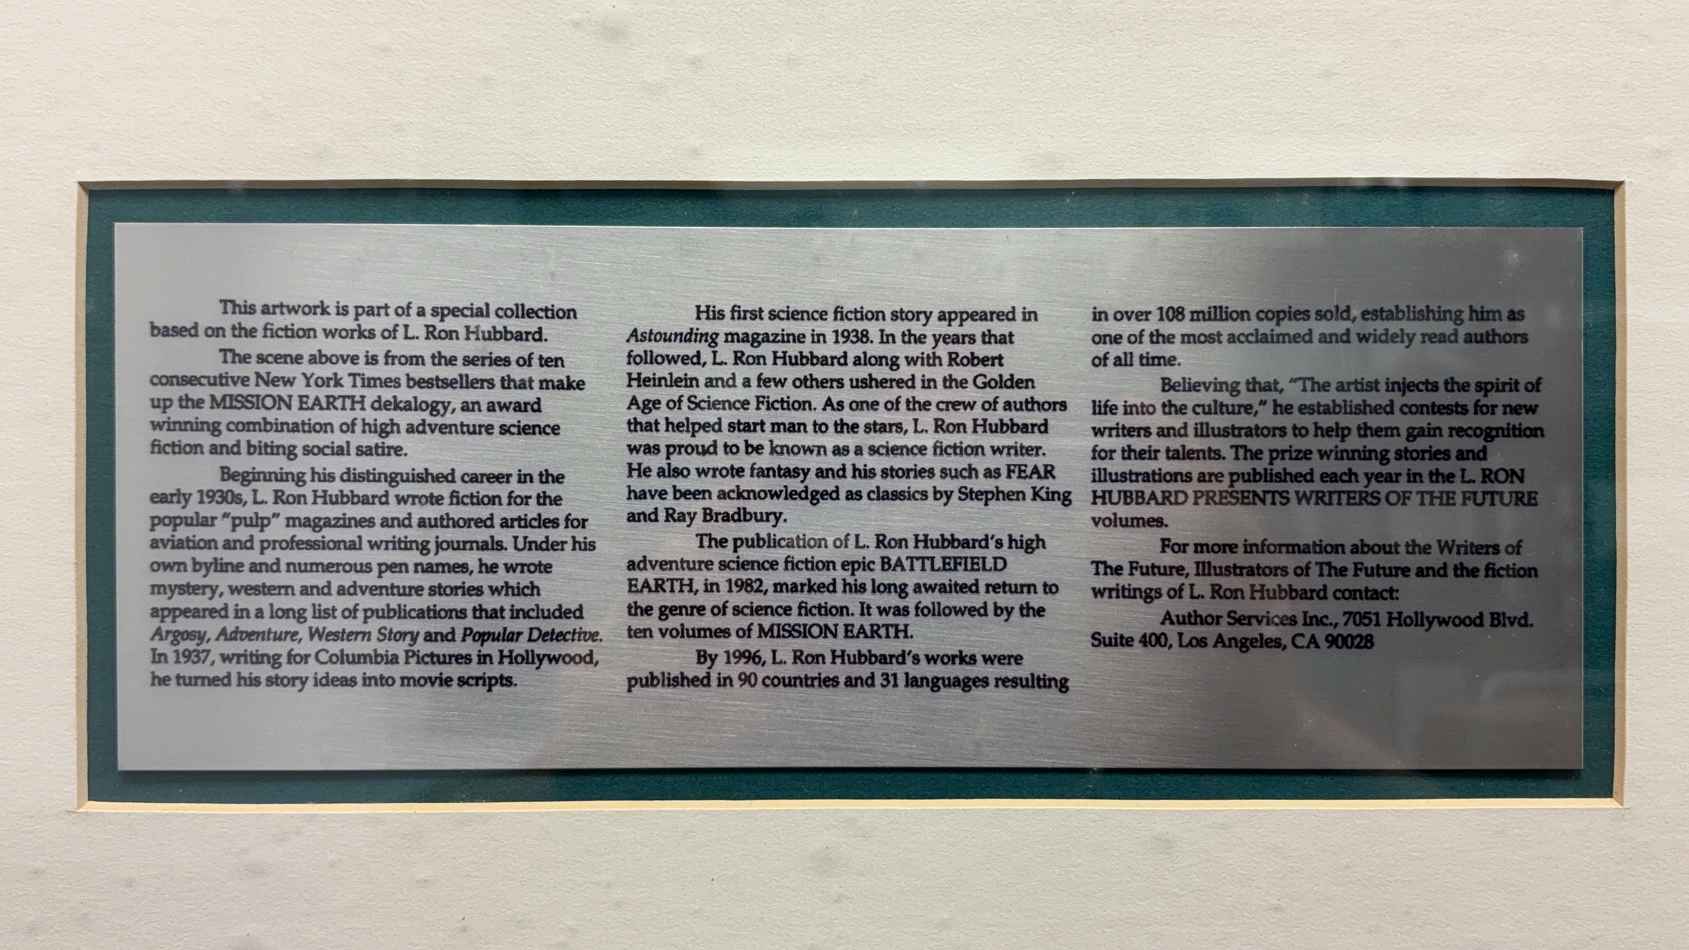 This artwork is part of a special collection
based on the fiction works of L. Ron Hubbard.
The scene above is from the series of ten
consecutive New York Times bestsellers that make
up the MISSION EARTH dekalogy, an award
winning combination of high adventure science
fiction and biting social satire.
Beginning his distinguished career in the
early 1930s, L. Ron Hubbard wrote fiction for the
popular “pulp” magazines and authored articles for
aviation and professional writing journals. Under his
own byline and numerous pen names, he wrote
mystery, western and adventure stories which
appeared in a long list of publications that included
Argosy, Adventure, Western Story and Popular Detective.
In 1937, writing for Columbia Pictures in Hollywood,
he turned his story ideas into movie scripts.
His first science fiction story appeared in
Astounding magazine in 1938. In the years that
followed, L. Ron Hubbard along with Robert
Heinlein and a few others ushered in the Golden
Age of Science Fiction. As one of the crew of authors
that helped start man to the stars, L. Ron Hubbard
was proud to be known as a science fiction writer.
He also wrote fantasy and his stories such as FEAR
have been acknowledged as classics by Stephen King
and Ray Bradbury.
The publication of L. Ron Hubbard’s high
adventure science fiction epic BATTLEFIELD
EARTH, in 1982, marked his long awaited return to
the genre of science fiction. It was followed by the
ten volumes of MISSION EARTH.
By 1996, L. Ron Hubbard’s works were
published in 90 countries and 31 languages resulting
in over 108 million copies sold, establishing him as
one of the most acclaimed and widely read authors
of all time.
Believing that, “The artist injects the spirit of
life into the culture,” he established contests for new
writers and illustrators to help them gain recognition
for their talents. The prize winning stories and
illustrations are published each year in the L. RON
HUBBARD PRESENTS WRITERS OF THE FUTURE
volumes.
For more information about the Writers of
The Future, Illustrators of The Future and the fiction
writings of L. Ron Hubbard contact:
Author Services Inc., 7051 Hollywood Blvd.
Suite 400, Los Angeles, CA 90028